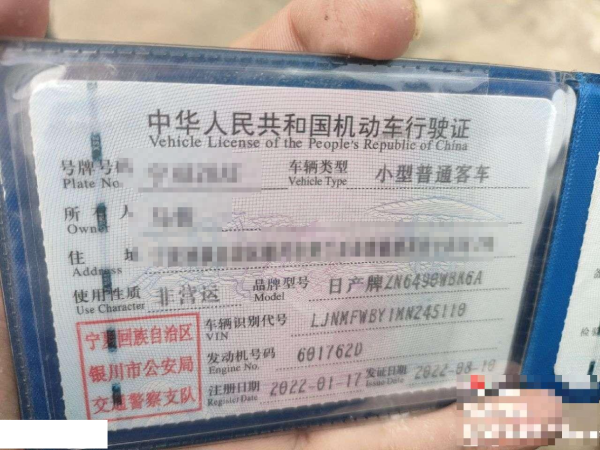 中华人民共和国机动车行驶证
Vehicle License of the People's Republic of China
号牌号码
Plate No.
车辆类型 小型普通客车
Vehicle Type
所有人
Owner
住 址
Address
使用性质 非营运
Use Character
品牌型号 日产牌ZN6490WBK6A
Model
车辆识别代号 LJNMFWBY1MN245110
VIN
发动机号码 601762D
Engine No.
宁夏回族自治区
银川市公安局
交通警察支队
注册日期 2022-01-17
Register Date
发证日期 2022-08-10
Issue Date